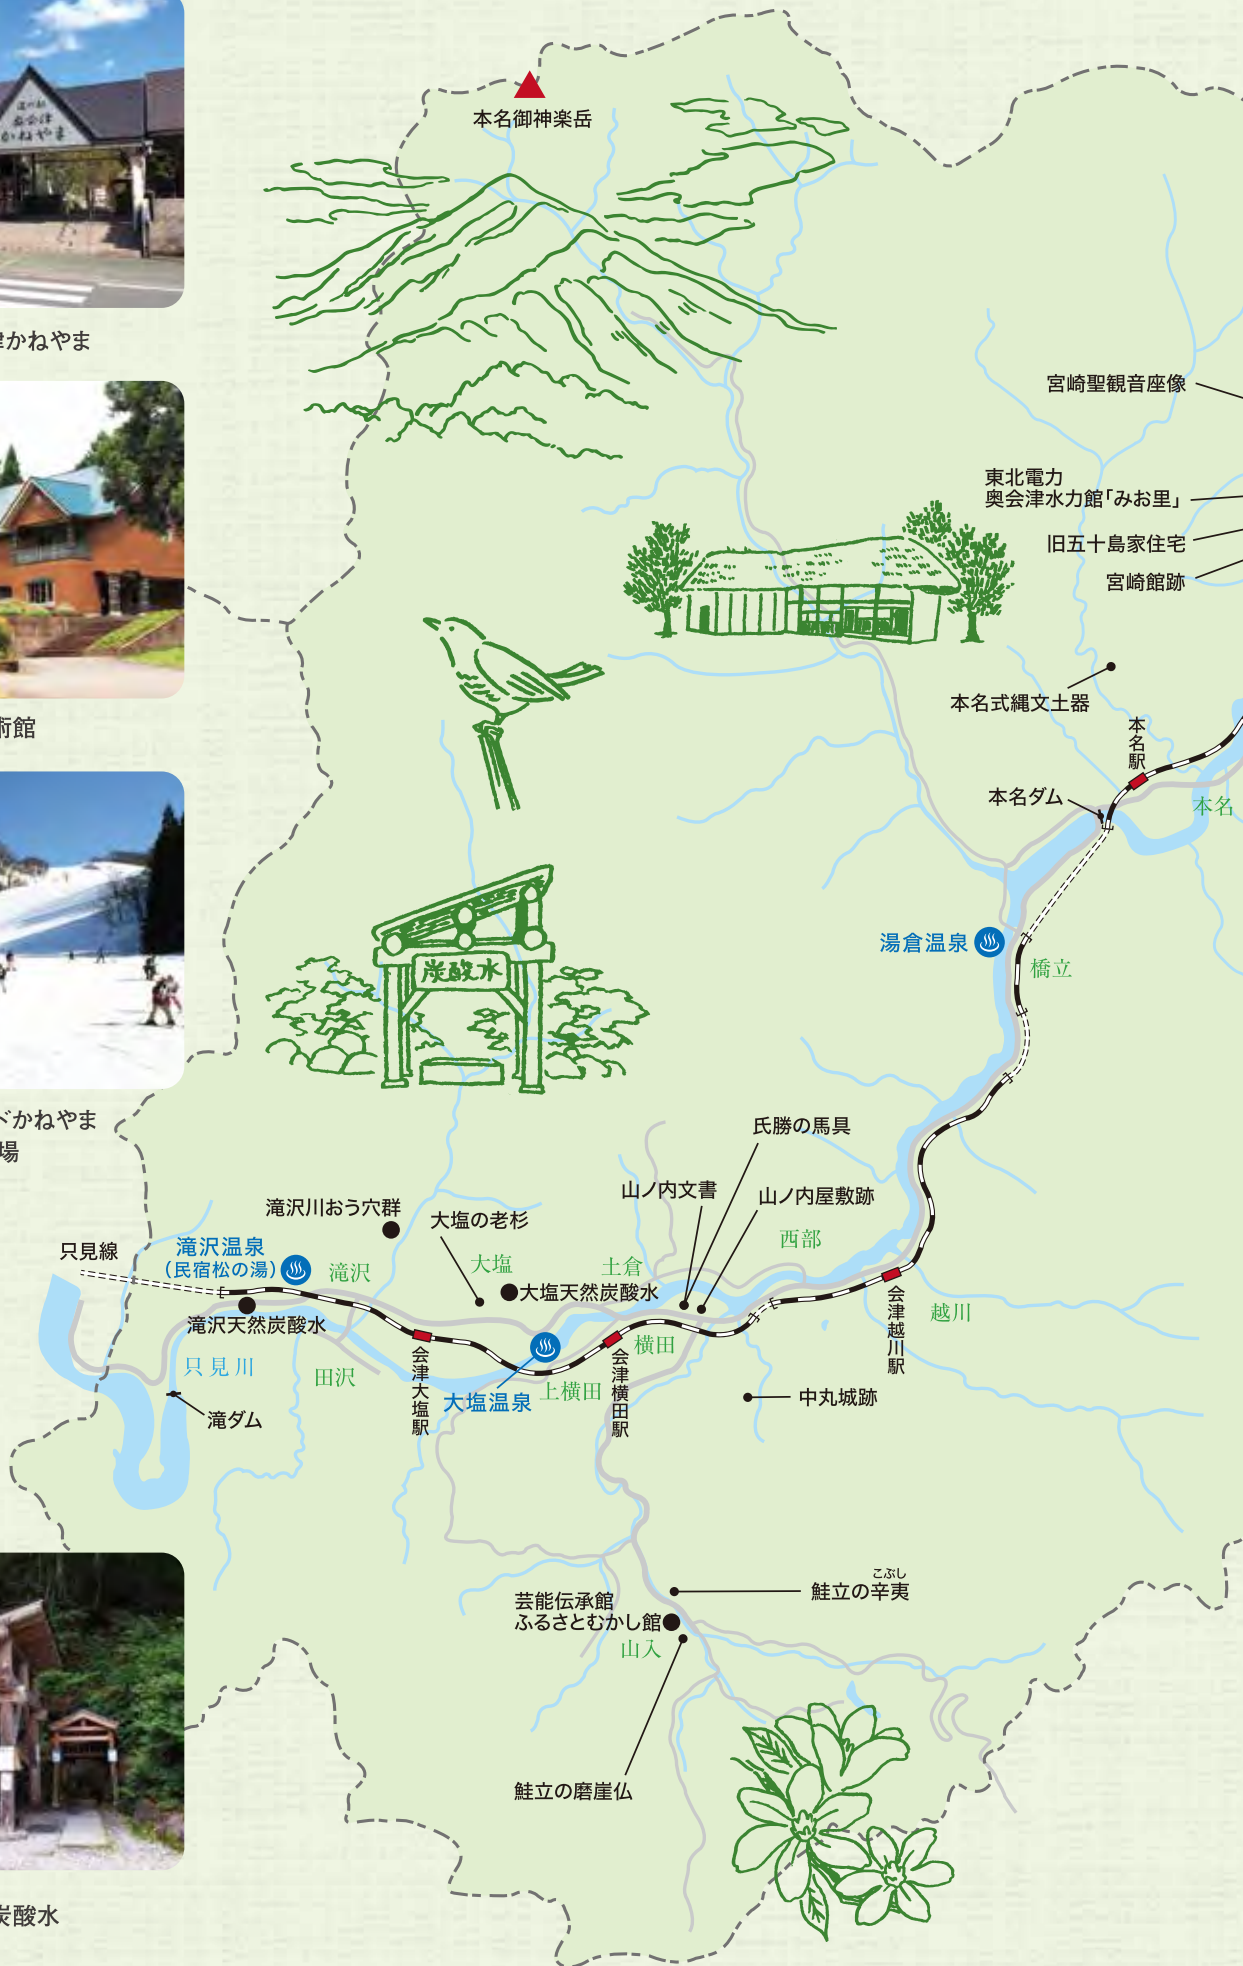 かねやま
術館
ドかねやま
場
炭酸水
本名御神楽岳
宮崎聖観音座像
東北電力
奥会津水力館「みお里」
旧五十島家住宅
宮崎館跡
本名式縄文土器
本名駅
本名ダム
本名
湯倉温泉
橋立
炭酸水
氏勝の馬具
山ノ内文書
山ノ内屋敷跡
西部
滝沢川おう穴群
大塩の老杉
只見線
滝沢温泉
（民宿松の湯）
滝沢
大塩
土倉
大塩天然炭酸水
滝沢天然炭酸水
只見川
田沢
会津大塩駅
大塩温泉
上横田
会津横田駅
横田
会津越川駅
越川
滝ダム
中丸城跡
こぶし
鮭立の辛夷
芸能伝承館
ふるさとむかし館
山入
鮭立の磨崖仏